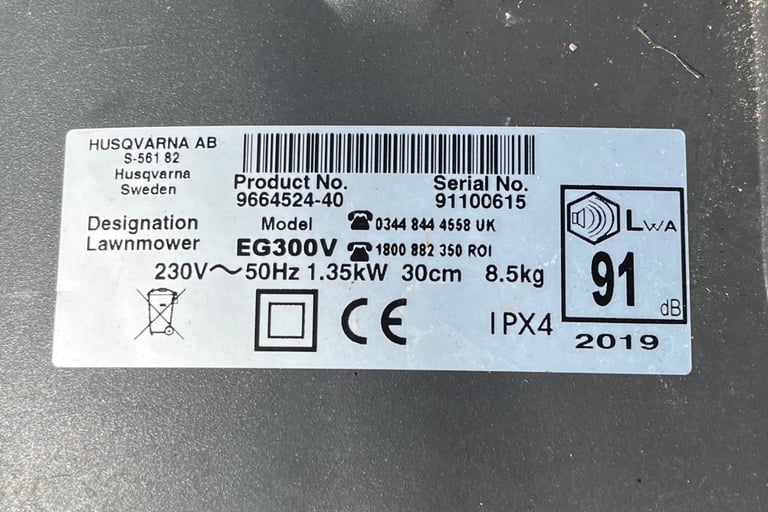 HUSQVARNA AB
S-561 82
Husqvarna
Sweden
Product No.
9664524-40
Serial No.
91100615
Designation
Lawnmower
Model
EG300V
0344 844 4558 UK
1800 882 350 ROI
230V~50Hz 1.35kW 30cm 8.5kg
CE
IPX4
LWA
91
dB
2019